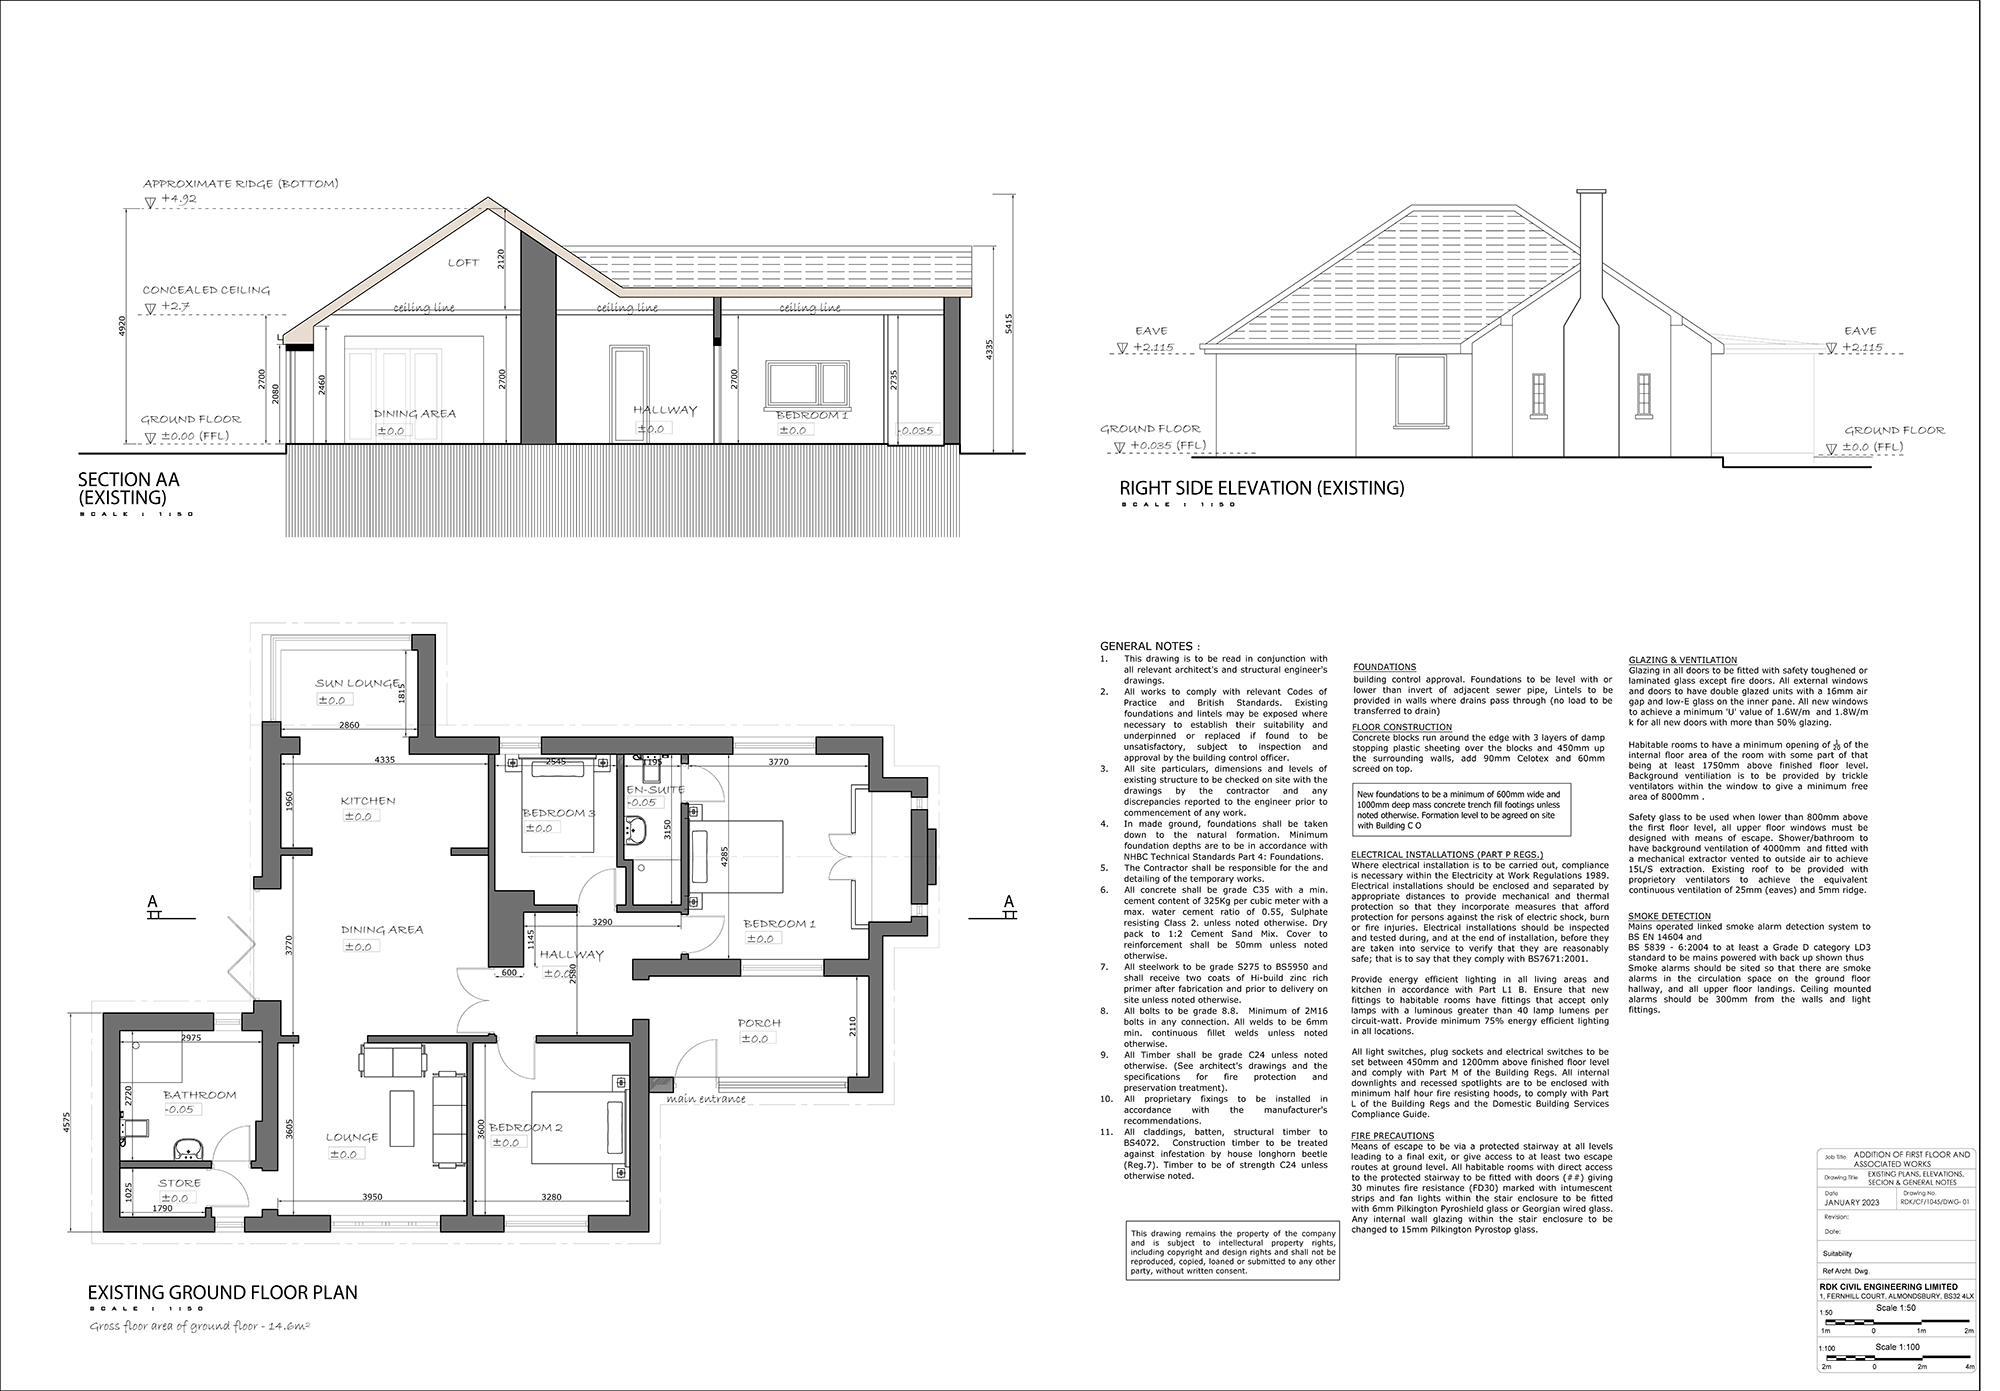 APPROXIMATE RIDGE (BOTTOM)
+4.92
CONCEALED CEILING
+2.7
GROUND FLOOR
±0.00 (FFL)
4920
2700
2080
2460
LOFT
2120
ceiling line
ceiling line
ceiling line
2700
2700
2735
DINING AREA
±0.0
HALLWAY
±0.0
BEDROOM 1
±0.0
-0.035
4335
5415
SECTION AA
(EXISTING)
SCALE : 1:50
EAVE
+2.115
GROUND FLOOR
+0.035 (FFL)
EAVE
+2.115
GROUND FLOOR
±0.0 (FFL)
RIGHT SIDE ELEVATION (EXISTING)
SCALE : 1:50
SUN LOUNGE
±0.0
1815
2860
4335
KITCHEN
±0.0
1960
2545
BEDROOM 3
±0.0
1195
EN-SUITE
-0.05
3150
3770
4285
BEDROOM 1
±0.0
A
A
DINING AREA
±0.0
3770
3290
1145
HALLWAY
±0.0
2580
600
PORCH
±0.0
2110
main entrance
2975
BATHROOM
-0.05
2720
4575
STORE
±0.0
1025
1790
LOUNGE
±0.0
3605
3950
BEDROOM 2
±0.0
3600
3280
EXISTING GROUND FLOOR PLAN
SCALE : 1:50
Gross floor area of ground floor - 14.6m²
GENERAL NOTES :
1. This drawing is to be read in conjunction with
all relevant architect's and structural engineer's
drawings.
2. All works to comply with relevant Codes of
Practice and British Standards. Existing
foundations and lintels may be exposed where
necessary to establish their suitability and
underpinned or replaced if found to be
unsatisfactory, subject to inspection and
approval by the building control officer.
3. All site particulars, dimensions and levels of
existing structure to be checked on site with the
drawings by the contractor and any
discrepancies reported to the engineer prior to
commencement of any work.
4. In made ground, foundations shall be taken
down to the natural formation. Minimum
foundation depths are to be in accordance with
NHBC Technical Standards Part 4: Foundations.
5. The Contractor shall be responsible for the and
detailing of the temporary works.
6. All concrete shall be grade C35 with a min.
cement content of 325Kg per cubic meter with a
max. water cement ratio of 0.55, Sulphate
resisting Class 2. unless noted otherwise. Dry
pack to 1:2 Cement Sand Mix. Cover to
reinforcement shall be 50mm unless noted
otherwise.
7. All steelwork to be grade S275 to BS5950 and
shall receive two coats of Hi-build zinc rich
primer after fabrication and prior to delivery on
site unless noted otherwise.
8. All bolts to be grade 8.8. Minimum of 2M16
bolts in any connection. All welds to be 6mm
min. continuous fillet welds unless noted
otherwise.
9. All Timber shall be grade C24 unless noted
otherwise. (See architect's drawings and the
specifications for fire protection and
preservation treatment).
10. All proprietary fixings to be installed in
accordance with the manufacturer's
recommendations.
11. All claddings, batten, structural timber to
BS4072. Construction timber to be treated
against infestation by house longhorn beetle
(Reg.7). Timber to be of strength C24 unless
otherwise noted.
This drawing remains the property of the company
and is subject to intellectural property rights,
including copyright and design rights and shall not be
reproduced, copied, loaned or submitted to any other
party, without written consent.
FOUNDATIONS
building control approval. Foundations to be level with or
lower than invert of adjacent sewer pipe, Lintels to be
provided in walls where drains pass through (no load to be
transferred to drain)
FLOOR CONSTRUCTION
Concrete blocks run around the edge with 3 layers of damp
stopping plastic sheeting over the blocks and 450mm up
the surrounding walls, add 90mm Celotex and 60mm
screed on top.
New foundations to be a minimum of 600mm wide and
1000mm deep mass concrete trench fill footings unless
noted otherwise. Formation level to be agreed on site
with Building C O
ELECTRICAL INSTALLATIONS (PART P REGS.)
Where electrical installation is to be carried out, compliance
is necessary within the Electricity at Work Regulations 1989.
Electrical installations should be enclosed and separated by
appropriate distances to provide mechanical and thermal
protection so that they incorporate measures that afford
protection for persons against the risk of electric shock, burn
or fire injuries. Electrical installations should be inspected
and tested during, and at the end of installation, before they
are taken into service to verify that they are reasonably
safe; that is to say that they comply with BS7671:2001.
Provide energy efficient lighting in all living areas and
kitchen in accordance with Part L1 B. Ensure that new
fittings to habitable rooms have fittings that accept only
lamps with a luminous greater than 40 lamp lumens per
circuit-watt. Provide minimum 75% energy efficient lighting
in all locations.
All light switches, plug sockets and electrical switches to be
set between 450mm and 1200mm above finished floor level
and comply with Part M of the Building Regs. All internal
downlights and recessed spotlights are to be enclosed with
minimum half hour fire resisting hoods, to comply with Part
L of the Building Regs and the Domestic Building Services
Compliance Guide.
FIRE PRECAUTIONS
Means of escape to be via a protected stairway at all levels
leading to a final exit, or give access to at least two escape
routes at ground level. All habitable rooms with direct access
to the protected stairway to be fitted with doors (##) giving
30 minutes fire resistance (FD30) marked with intumescent
strips and fan lights within the stair enclosure to be fitted
with 6mm Pilkington Pyroshield glass or Georgian wired glass.
Any internal wall glazing within the stair enclosure to be
changed to 15mm Pilkington Pyrostop glass.
GLAZING & VENTILATION
Glazing in all doors to be fitted with safety toughened or
laminated glass except fire doors. All external windows
and doors to have double glazed units with a 16mm air
gap and low-E glass on the inner pane. All new windows
to achieve a minimum 'U' value of 1.6W/m and 1.8W/m
k for all new doors with more than 50% glazing.
Habitable rooms to have a minimum opening of 1/20 of the
internal floor area of the room with some part of that
being at least 1750mm above finished floor level.
Background ventiliation is to be provided by trickle
ventilators within the window to give a minimum free
area of 8000mm .
Safety glass to be used when lower than 800mm above
the first floor level, all upper floor windows must be
designed with means of escape. Shower/bathroom to
have background ventilation of 4000mm and fitted with
a mechanical extractor vented to outside air to achieve
15L/S extraction. Existing roof to be provided with
proprietory ventilators to achieve the equivalent
continuous ventilation of 25mm (eaves) and 5mm ridge.
SMOKE DETECTION
Mains operated linked smoke alarm detection system to
BS EN 14604 and
BS 5839 - 6:2004 to at least a Grade D category LD3
standard to be mains powered with back up shown thus
Smoke alarms should be sited so that there are smoke
alarms in the circulation space on the ground floor
hallway, and all upper floor landings. Ceiling mounted
alarms should be 300mm from the walls and light
fittings.
Job Title ADDITION OF FIRST FLOOR AND
ASSOCIATED WORKS
Drawing Title EXISTING PLANS, ELEVATIONS,
SECION & GENERAL NOTES
Date
JANUARY 2023
Drawing No.
RDK/CF/1045/DWG- 01
Revision:
Date:
Suitability
Ref Archt. Dwg.
RDK CIVIL ENGINEERING LIMITED
1, FERNHILL COURT, ALMONDSBURY, BS32 4LX
1:50 Scale 1:50
1m 0 1m 2m
1:100 Scale 1:100
2m 0 2m 4m